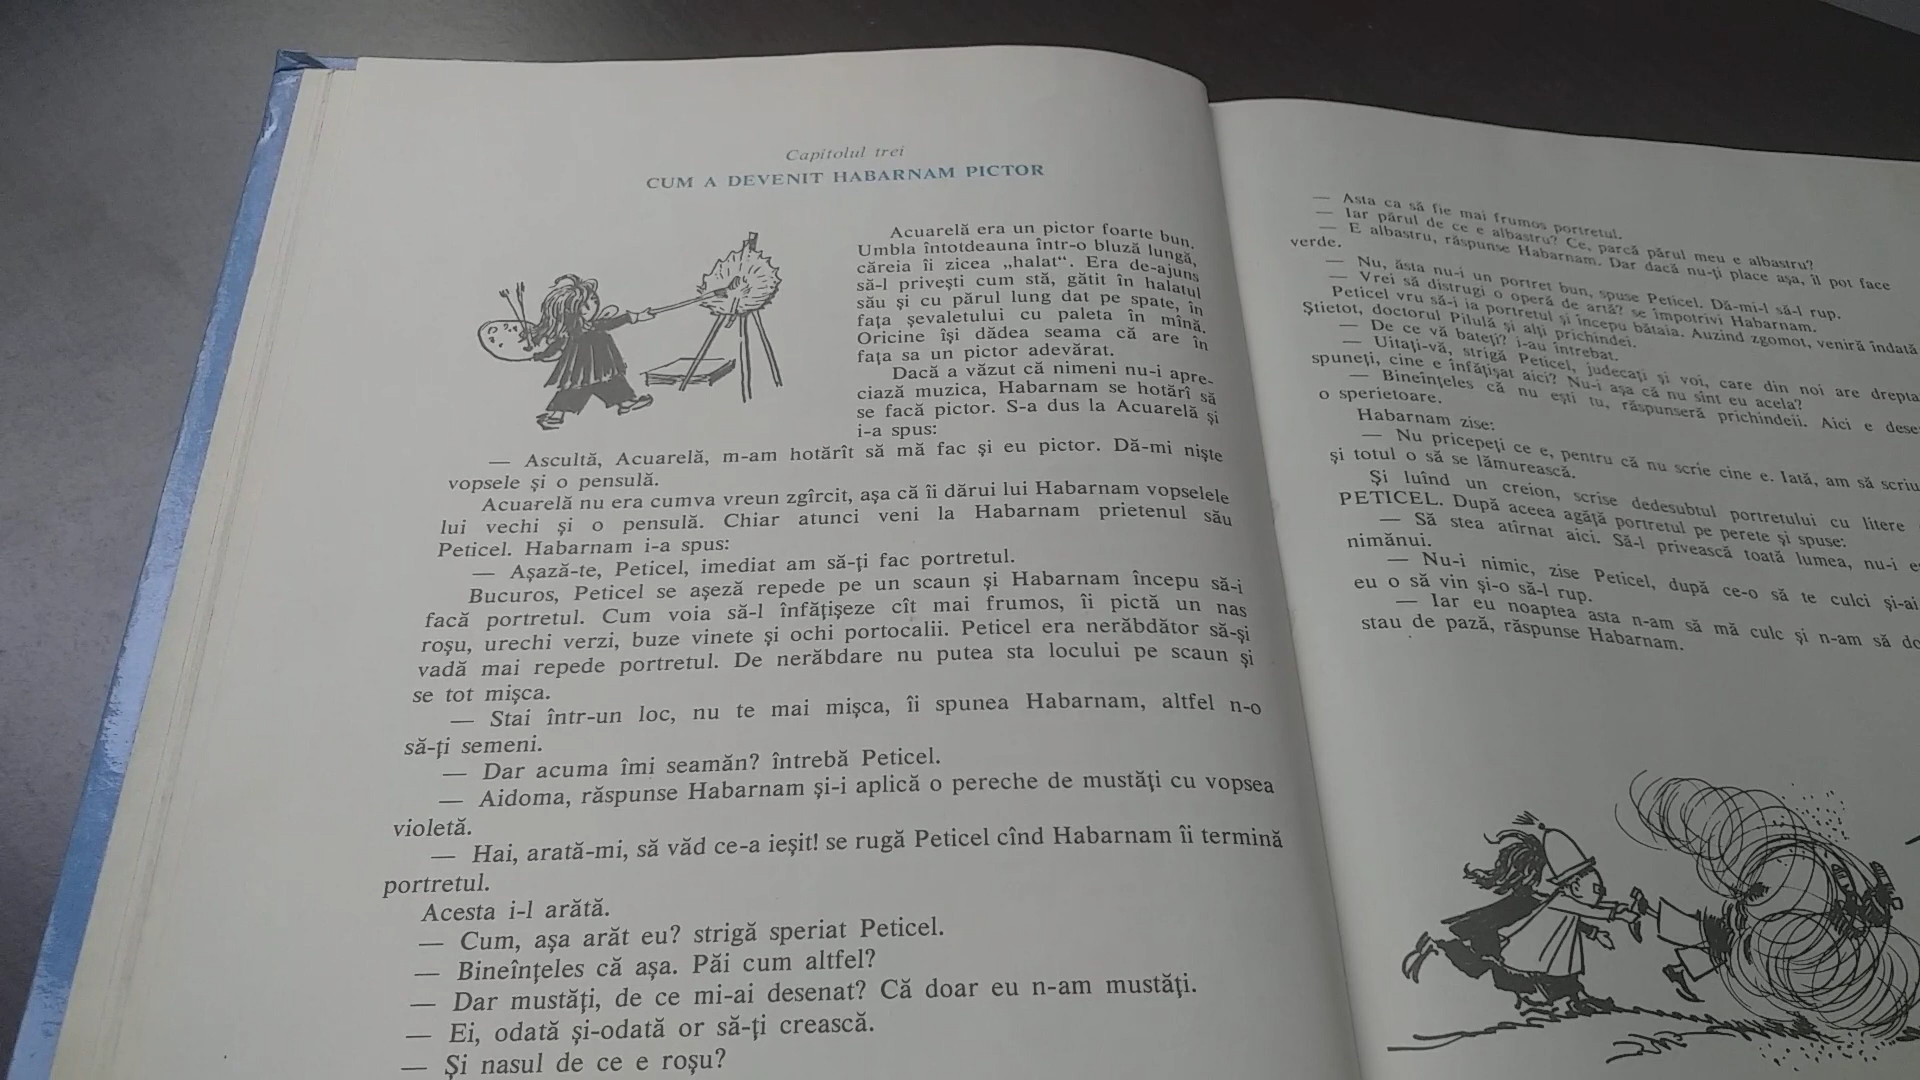 Capitolul trei
CUM A DEVENIT HABARNAM PICTOR
Acuarelă era un pictor foarte bun.
Umbla întotdeauna într-o bluză lungă,
căreia îi zicea „halat“. Era de-ajuns
să-l privești cum stă, gătit în halatul
său și cu părul lung dat pe spate, în
fața șevaletului cu paleta în mînă.
Oricine își dădea seama că are în
fața sa un pictor adevărat.
Dacă a văzut că nimeni nu-i apre-
ciază muzica, Habarnam se hotărî să
se facă pictor. S-a dus la Acuarelă și
i-a spus:
— Ascultă, Acuarelă, m-am hotărît să mă fac și eu pictor. Dă-mi niște
vopsele și o pensulă.
Acuarelă nu era cumva vreun zgîrcit, așa că îi dărui lui Habarnam vopselele
lui vechi și o pensulă. Chiar atunci veni la Habarnam prietenul său
Peticel. Habarnam i-a spus:
— Așază-te, Peticel, imediat am să-ți fac portretul.
Bucuros, Peticel se așeză repede pe un scaun și Habarnam începu să-i
facă portretul. Cum voia să-l înfățișeze cît mai frumos, îi pictă un nas
roșu, urechi verzi, buze vinete și ochi portocalii. Peticel era nerăbdător să-și
vadă mai repede portretul. De nerăbdare nu putea sta locului pe scaun și
se tot mișca.
— Stai într-un loc, nu te mai mișca, îi spunea Habarnam, altfel n-o
să-ți semeni.
— Dar acuma îmi seamăn? întrebă Peticel.
— Aidoma, răspunse Habarnam și-i aplică o pereche de mustăți cu vopsea
violetă.
— Hai, arată-mi, să văd ce-a ieșit! se rugă Peticel cînd Habarnam îi termină
portretul.
Acesta i-l arătă.
— Cum, așa arăt eu? strigă speriat Peticel.
— Bineînțeles că așa. Păi cum altfel?
— Dar mustăți, de ce mi-ai desenat? Că doar eu n-am mustăți.
— Ei, odată și-odată or să-ți crească.
— Și nasul de ce e roșu?
— Asta ca să fie mai frumos portretul.
— Iar părul de ce e albastru? Ce, parcă părul meu e albastru?
— E albastru, răspunse Habarnam. Dar dacă nu-ți place așa, îl pot face
verde.
— Nu, ăsta nu-i un portret bun, spuse Peticel. Dă-mi-l să-l rup.
— Vrei să distrugi o operă de artă? se împotrivi Habarnam.
Peticel vru să-i ia portretul și începu bătaia. Auzind zgomot, veniră îndată
Știetot, doctorul Pilulă și alți prichindei.
— De ce vă bateți? i-au întrebat.
— Uitați-vă, strigă Peticel, judecați și voi, care din noi are drepta
spuneți, cine e înfățișat aici? Nu-i așa că nu sînt eu acela?
— Bineînțeles că nu ești tu, răspunseră prichindeii. Aici e dese
o sperietoare.
Habarnam zise:
— Nu pricepeți ce e, pentru că nu scrie cine e. Iată, am să scriu
și totul o să se lămurească.
Și luînd un creion, scrise dedesubtul portretului cu litere
PETICEL. După aceea agăță portretul pe perete și spuse:
— Să stea atîrnat aici. Să-l privească toată lumea, nu-i
nimănui.
— Nu-i nimic, zise Peticel, după ce-o să te culci și-ai
eu o să vin și-o să-l rup.
— Iar eu noaptea asta n-am să mă culc și n-am să do
stau de pază, răspunse Habarnam.